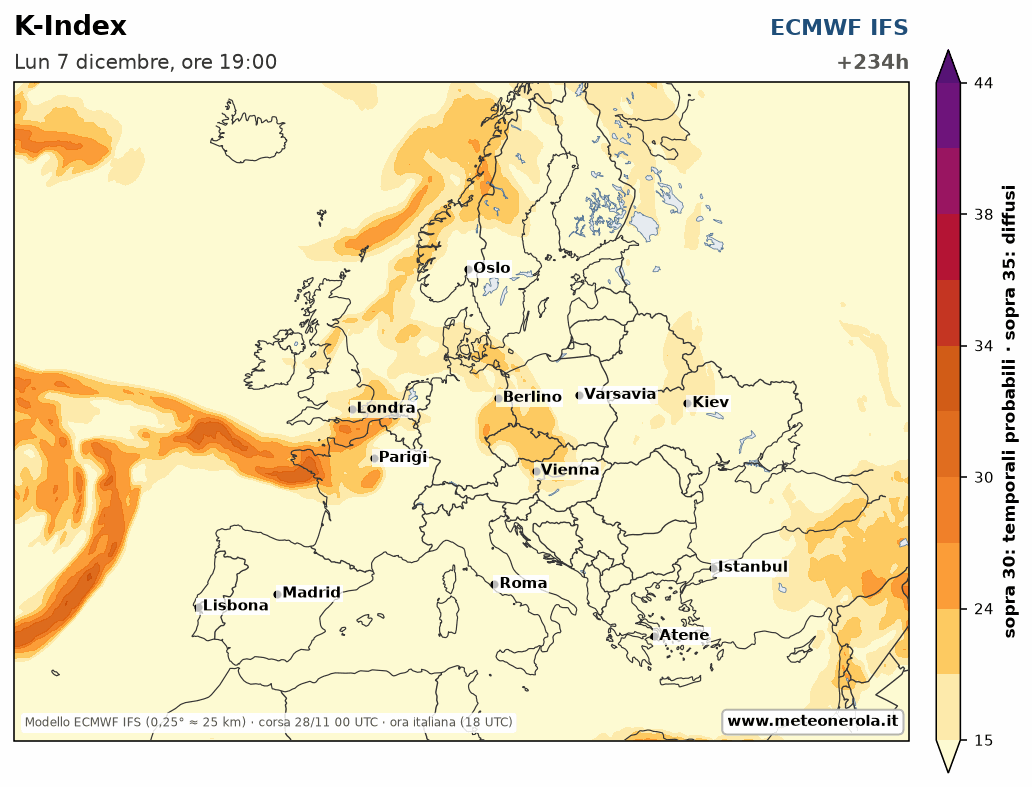 K-Index
ECMWF IFS
Lun 7 dicembre, ore 19:00
+234h
44
38
34
30
24
15
sopra 30: temporali probabili · sopra 35: diffusi
Oslo
Berlino
Varsavia
Kiev
Londra
Parigi
Vienna
Istanbul
Roma
Madrid
Lisbona
Atene
Modello ECMWF IFS (0,25° ≈ 25 km) · corsa 28/11 00 UTC · ora italiana (18 UTC)
www.meteonerola.it